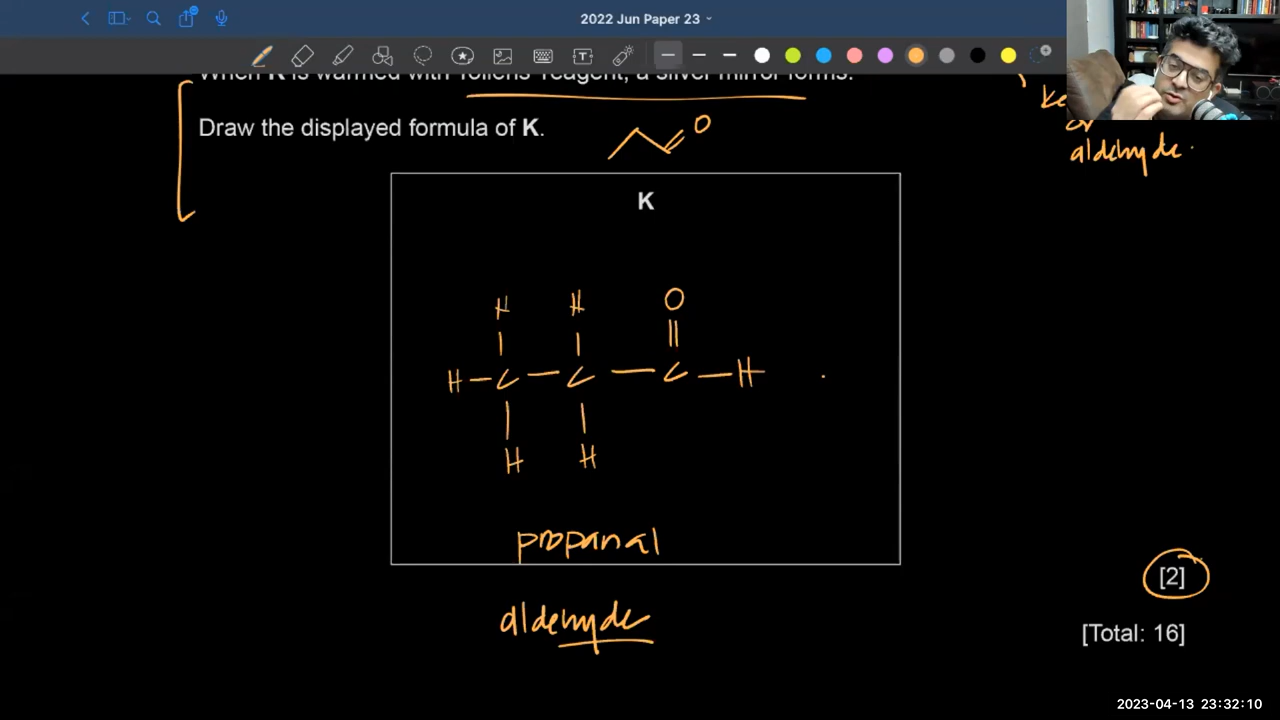 2022 Jun Paper 23
When K is warmed with Tollens' reagent, a silver mirror forms.
Draw the displayed formula of K.
O
or
aldehyde.
K
H H O
H-C-C-C-H
H H
propanal
[2]
aldehyde
[Total: 16]
2023-04-13 23:32:10